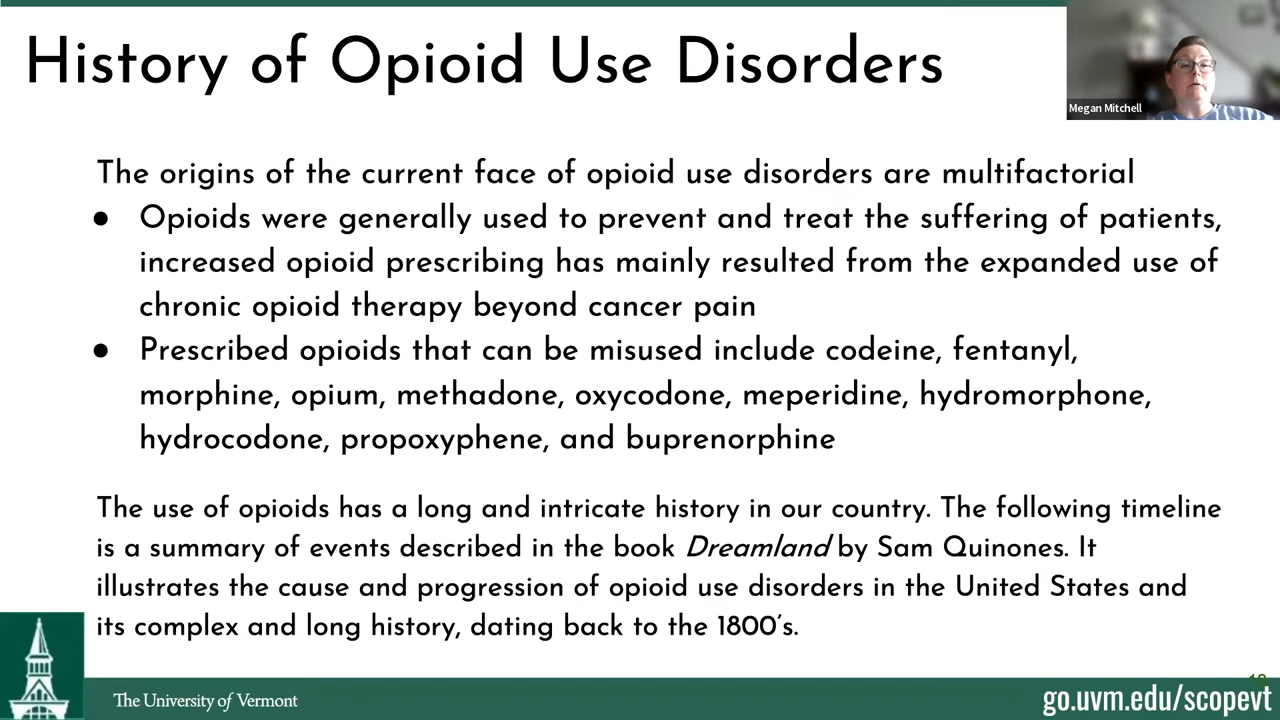 History of Opioid Use Disorders
Megan Mitchell
The origins of the current face of opioid use disorders are multifactorial
● Opioids were generally used to prevent and treat the suffering of patients,
increased opioid prescribing has mainly resulted from the expanded use of
chronic opioid therapy beyond cancer pain
● Prescribed opioids that can be misused include codeine, fentanyl,
morphine, opium, methadone, oxycodone, meperidine, hydromorphone,
hydrocodone, propoxyphene, and buprenorphine
The use of opioids has a long and intricate history in our country. The following timeline
is a summary of events described in the book Dreamland by Sam Quinones. It
illustrates the cause and progression of opioid use disorders in the United States and
its complex and long history, dating back to the 1800's.
The University of Vermont
go.uvm.edu/scopevt